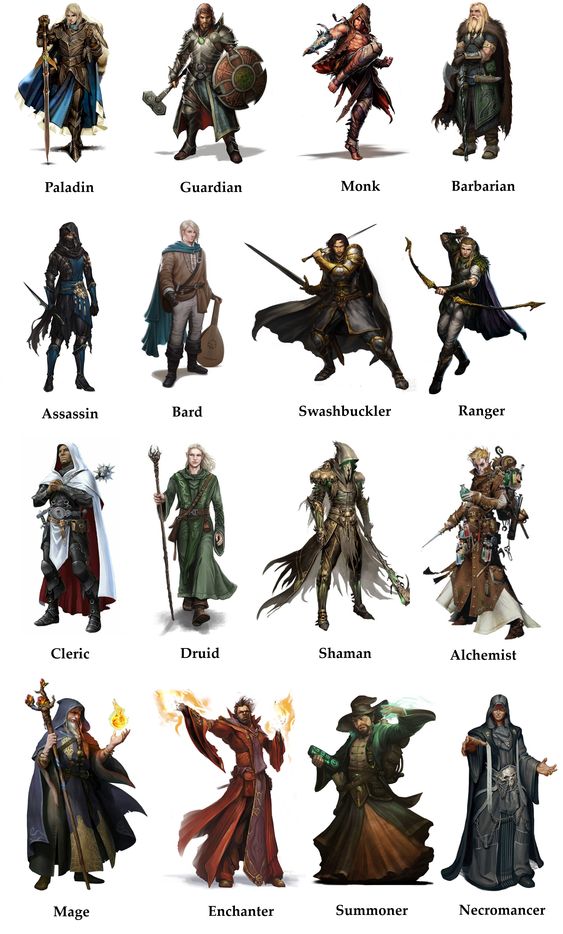 Paladin
Guardian
Monk
Barbarian
Assassin
Bard
Swashbuckler
Ranger
Cleric
Druid
Shaman
Alchemist
Mage
Enchanter
Summoner
Necromancer